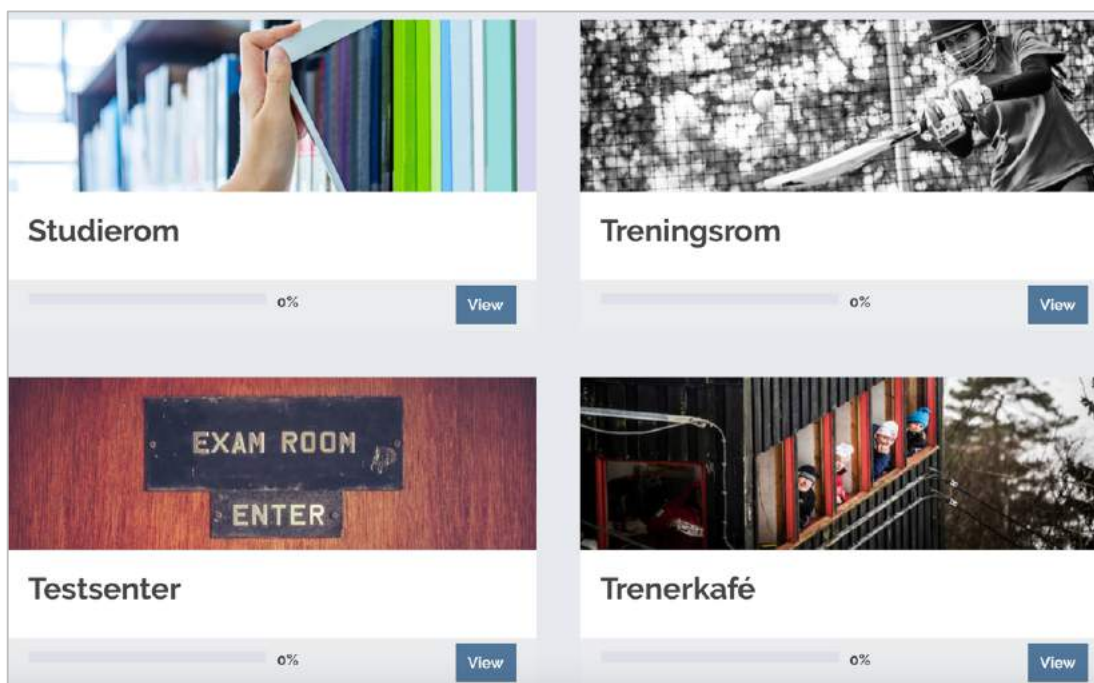 Studierom
Treningsrom
0%
View
0%
View
EXAM ROOM
ENTER
Testsenter
Trenerkafé
0%
View
0%
View